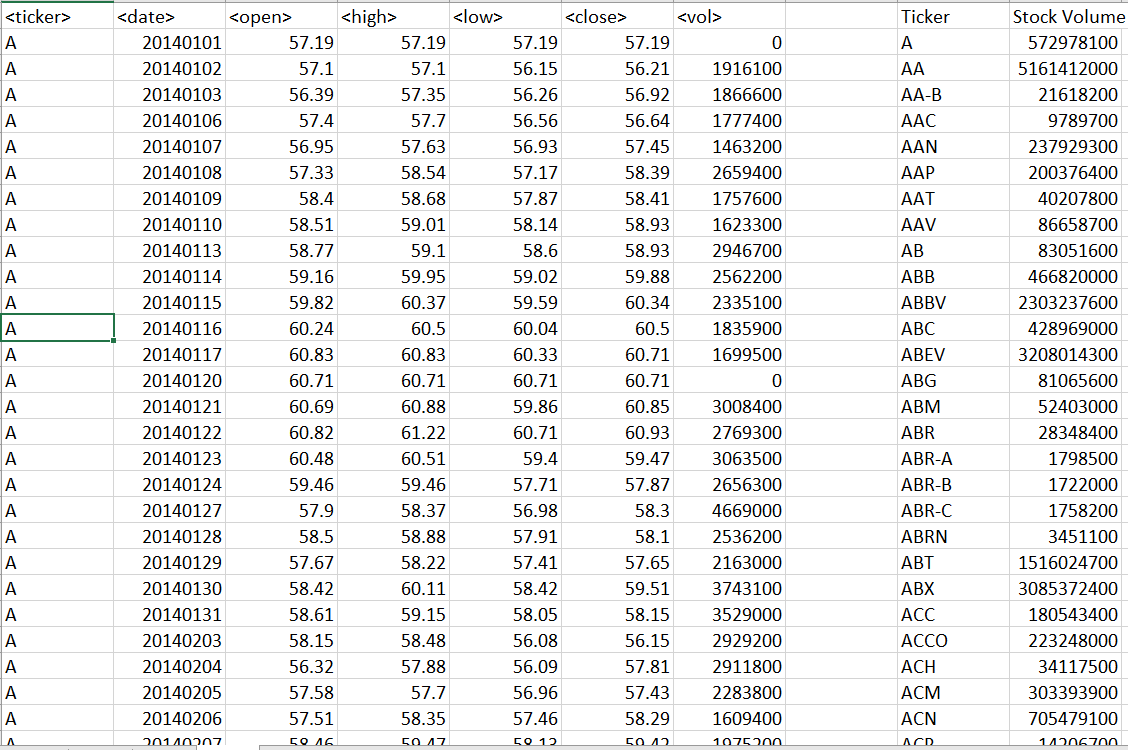 <ticker> <date> <open> <high> <low> <close> <vol> Ticker Stock Volume
A 20140101 57.19 57.19 57.19 57.19 0 A 572978100
A 20140102 57.1 57.1 56.15 56.21 1916100 AA 5161412000
A 20140103 56.39 57.35 56.26 56.92 1866600 AA-B 21618200
A 20140106 57.4 57.7 56.56 56.64 1777400 AAC 9789700
A 20140107 56.95 57.63 56.93 57.45 1463200 AAN 237929300
A 20140108 57.33 58.54 57.17 58.39 2659400 AAP 200376400
A 20140109 58.4 58.68 57.87 58.41 1757600 AAT 40207800
A 20140110 58.51 59.01 58.14 58.93 1623300 AAV 86658700
A 20140113 58.77 59.1 58.6 58.93 2946700 AB 83051600
A 20140114 59.16 59.95 59.02 59.88 2562200 ABB 466820000
A 20140115 59.82 60.37 59.59 60.34 2335100 ABBV 2303237600
A 20140116 60.24 60.5 60.04 60.5 1835900 ABC 428969000
A 20140117 60.83 60.83 60.33 60.71 1699500 ABEV 3208014300
A 20140120 60.71 60.71 60.71 60.71 0 ABG 81065600
A 20140121 60.69 60.88 59.86 60.85 3008400 ABM 52403000
A 20140122 60.82 61.22 60.71 60.93 2769300 ABR 28348400
A 20140123 60.48 60.51 59.4 59.47 3063500 ABR-A 1798500
A 20140124 59.46 59.46 57.71 57.87 2656300 ABR-B 1722000
A 20140127 57.9 58.37 56.98 58.3 4669000 ABR-C 1758200
A 20140128 58.5 58.88 57.91 58.1 2536200 ABRN 3451100
A 20140129 57.67 58.22 57.41 57.65 2163000 ABT 1516024700
A 20140130 58.42 60.11 58.42 59.51 3743100 ABX 3085372400
A 20140131 58.61 59.15 58.05 58.15 3529000 ACC 180543400
A 20140203 58.15 58.48 56.08 56.15 2929200 ACCO 223248000
A 20140204 56.32 57.88 56.09 57.81 2911800 ACH 34117500
A 20140205 57.58 57.7 56.96 57.43 2283800 ACM 303393900
A 20140206 57.51 58.35 57.46 58.29 1609400 ACN 705479100
A 20140207 58.46 59.47 58.13 59.42 1975200 14206700